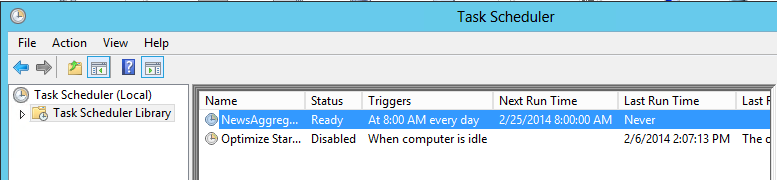 Task Scheduler
File Action View Help
Task Scheduler (Local)
Task Scheduler Library
Name Status Triggers Next Run Time Last Run Time Last F
NewsAggreg... Ready At 8:00 AM every day 2/25/2014 8:00:00 AM Never
Optimize Star... Disabled When computer is idle 2/6/2014 2:07:13 PM The c